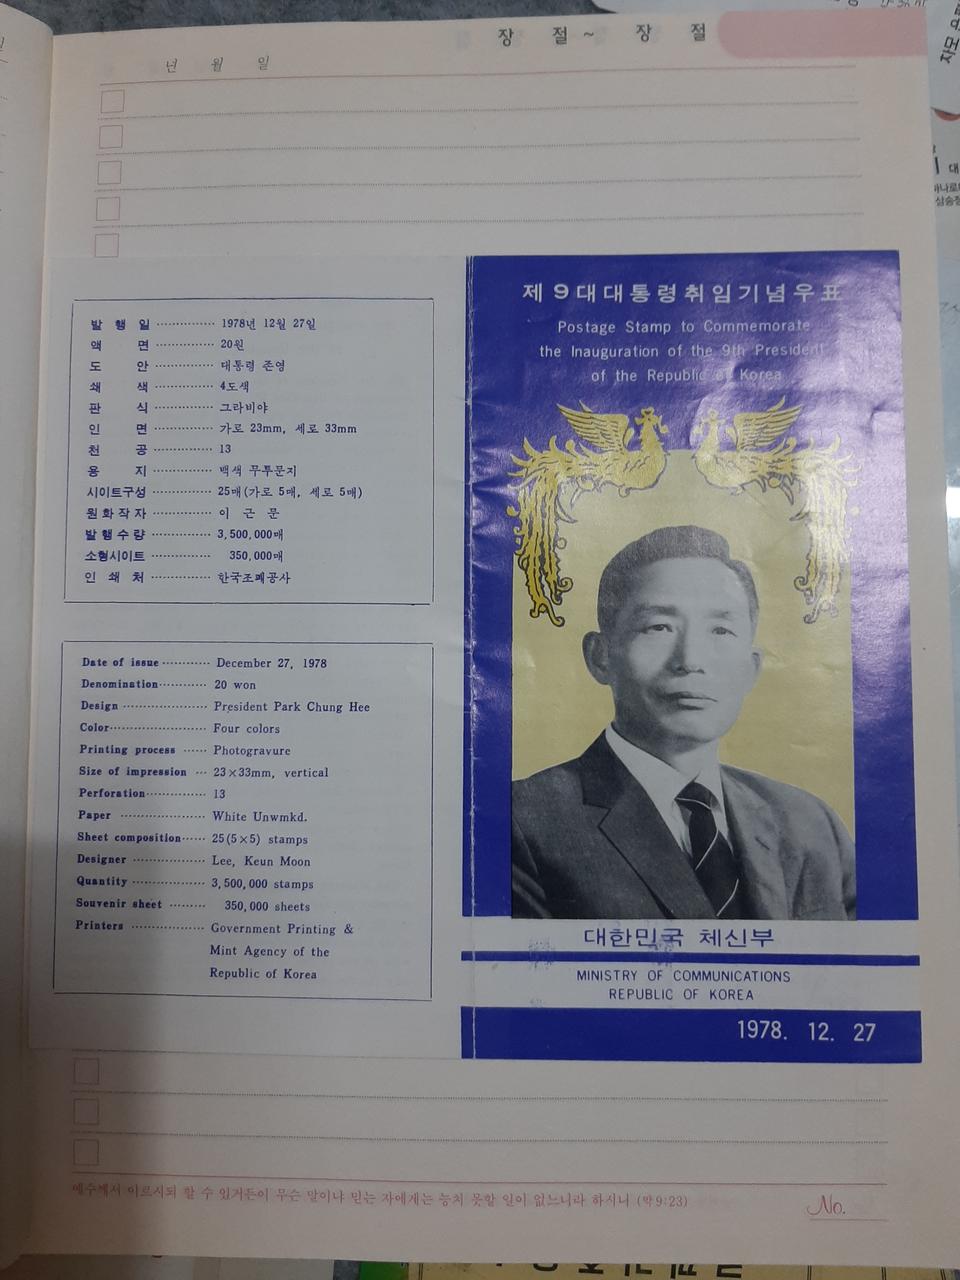 장 절~ 장 절
년 월 일
발 행 일 ··············· 1978년 12월 27일
액 면 ··············· 20원
도 안 ··············· 대통령 존영
쇄 색 ··············· 4도색
판 식 ··············· 그라비아
인 면 ··············· 가로 23mm, 세로 33mm
천 공 ··············· 13
용 지 ··············· 백색 무투문지
시이트구성 ··············· 25매(가로 5매, 세로 5매)
원화작자 ··············· 이 근 문
발행수량 ··············· 3,500,000매
소형시이트 ··············· 350,000매
인 쇄 처 ··············· 한국조폐공사
Date of issue ············ December 27, 1978
Denomination ············ 20 won
Design ····················· President Park Chung Hee
Color ························ Four colors
Printing process ······ Photogravure
Size of impression ··· 23×33mm, vertical
Perforation ··············· 13
Paper ····················· White Unwmkd.
Sheet composition ······ 25(5×5) stamps
Designer ·················· Lee, Keun Moon
Quantity ·················· 3,500,000 stamps
Souvenir sheet ········· 350,000 sheets
Printers ·················· Government Printing &
Mint Agency of the
Republic of Korea
제9대대통령취임기념우표
Postage Stamp to Commemorate
the Inauguration of the 9th President
of the Republic of Korea
대한민국 체신부
MINISTRY OF COMMUNICATIONS
REPUBLIC OF KOREA
1978. 12. 27
예수께서 이르시되 할 수 있거든이 무슨 말이냐 믿는 자에게는 능치 못할 일이 없느니라 하시니 (막9:23)
No.